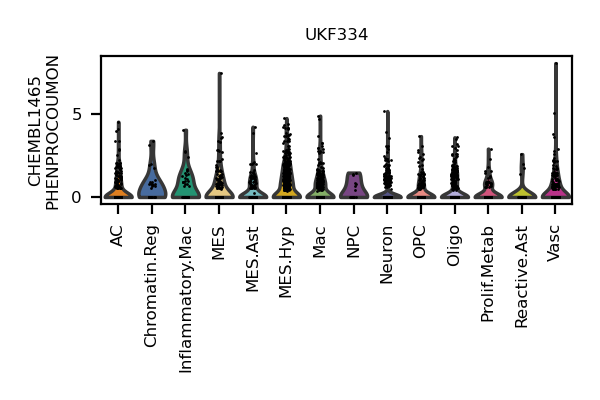 UKF334
CHEMBL1465
PHENPROCOUMON
5
0
AC
Chromatin.Reg
Inflammatory.Mac
MES
MES.Ast
MES.Hyp
Mac
NPC
Neuron
OPC
Oligo
Prolif.Metab
Reactive.Ast
Vasc